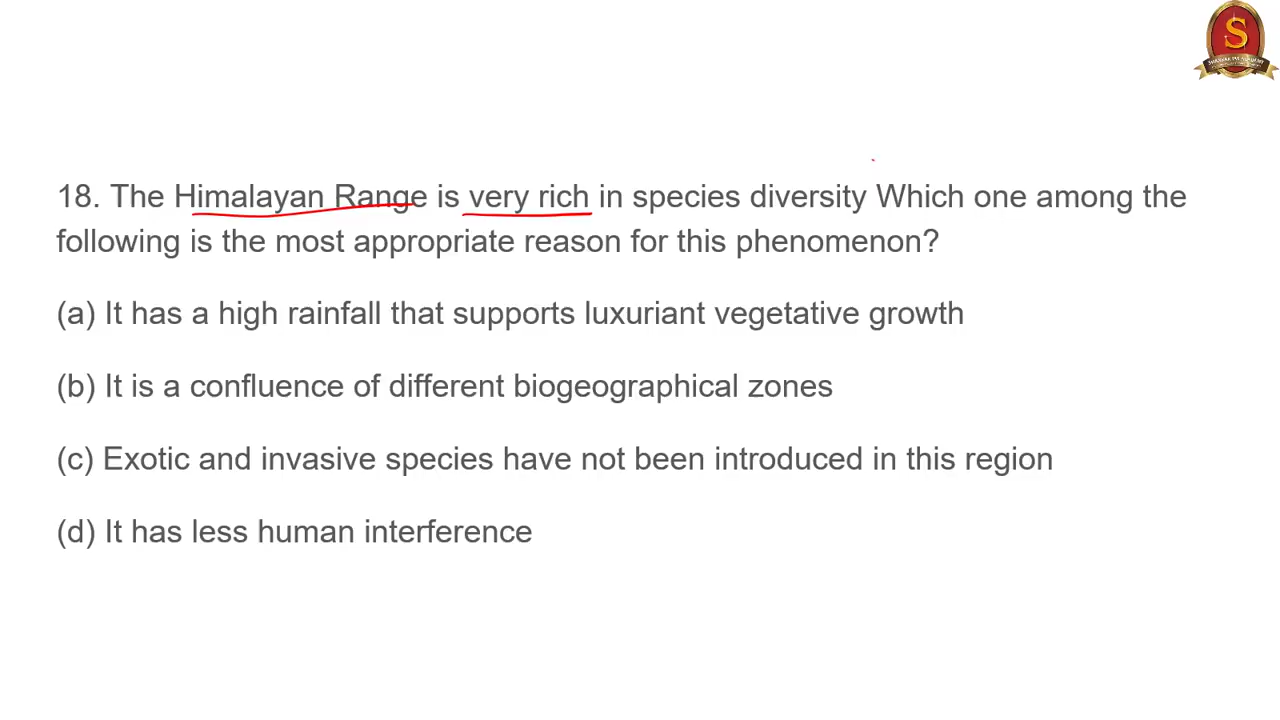 S
18. The Himalayan Range is very rich in species diversity Which one among the
following is the most appropriate reason for this phenomenon?
(a) It has a high rainfall that supports luxuriant vegetative growth
(b) It is a confluence of different biogeographical zones
(c) Exotic and invasive species have not been introduced in this region
(d) It has less human interference